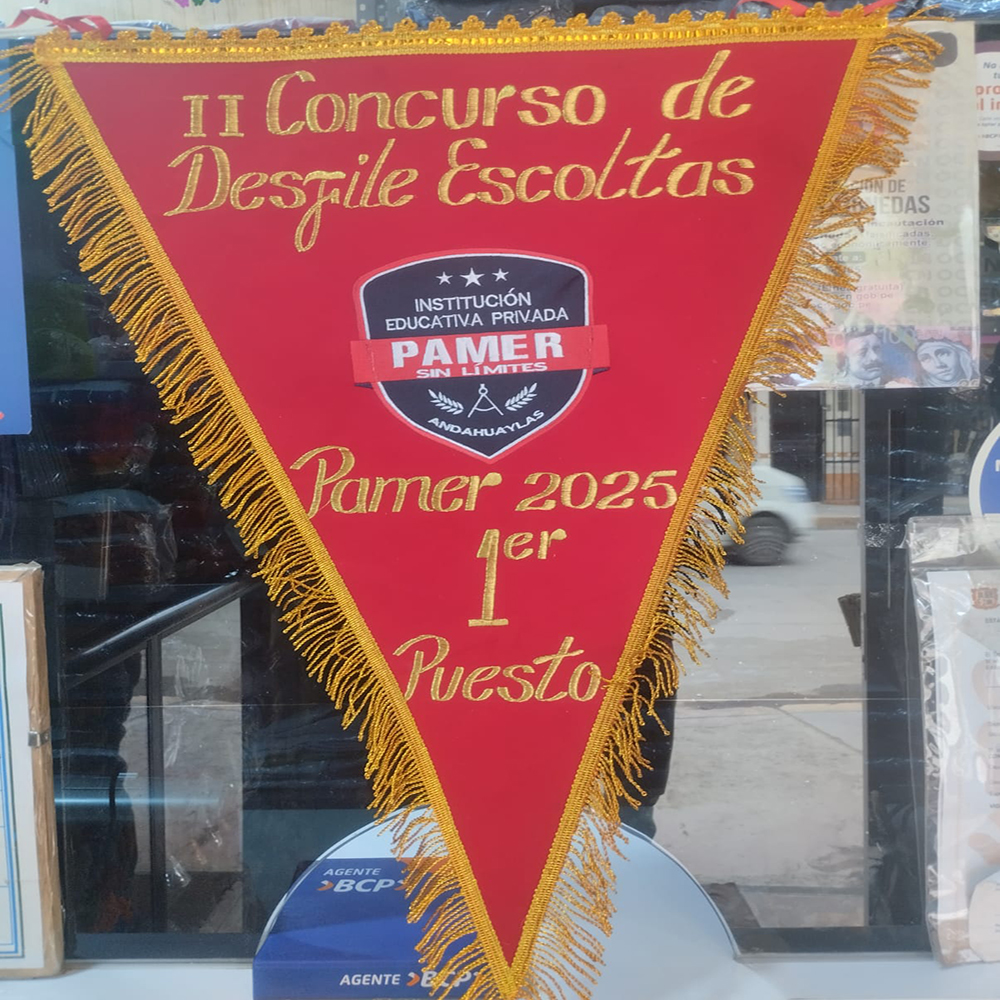 II Concurso de
Desfile Escoltas
INSTITUCIÓN
EDUCATIVA PRIVADA
PAMER
SIN LÍMITES
ANDAHUAYLAS
Pamer 2025
1er
Puesto
AGENTE
BCP
AGENTE BCP